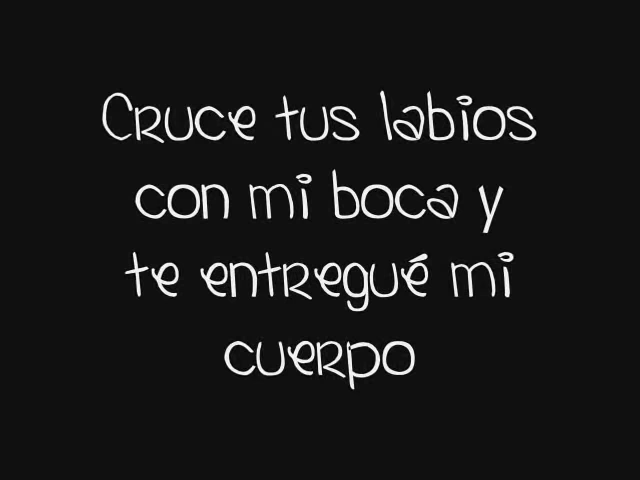 Cruce tus labios
con mi boca y
te entregué mi
cuerpo